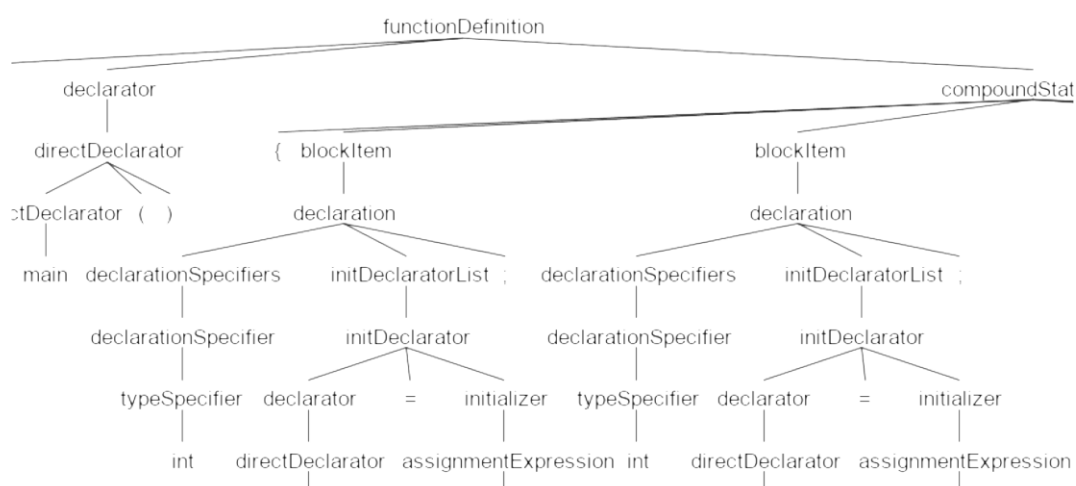 functionDefinition
declarator compoundStat
directDeclarator { blockItem blockItem
ctDeclarator ( ) declaration declaration
main declarationSpecifiers initDeclaratorList ; declarationSpecifiers initDeclaratorList ;
declarationSpecifier initDeclarator declarationSpecifier initDeclarator
typeSpecifier declarator = initializer typeSpecifier declarator = initializer
int directDeclarator assignmentExpression int directDeclarator assignmentExpression